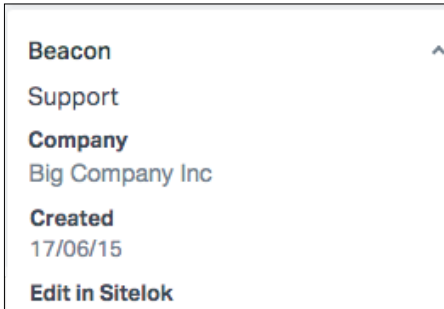 Beacon
Support
Company
Big Company Inc
Created
17/06/15
Edit in Sitelok